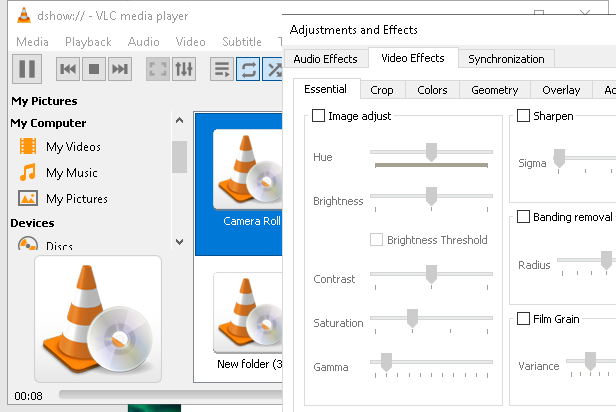 dshow:// - VLC media player
Media Playback Audio Video Subtitle
My Pictures
My Computer
My Videos
My Music
My Pictures
Devices
Discs
Camera Roll
New folder (3
00:08
Adjustments and Effects
Audio Effects Video Effects Synchronization
Essential Crop Colors Geometry Overlay
Image adjust
Hue
Brightness
Brightness Threshold
Contrast
Saturation
Gamma
Sharpen
Sigma
Banding removal
Radius
Film Grain
Variance